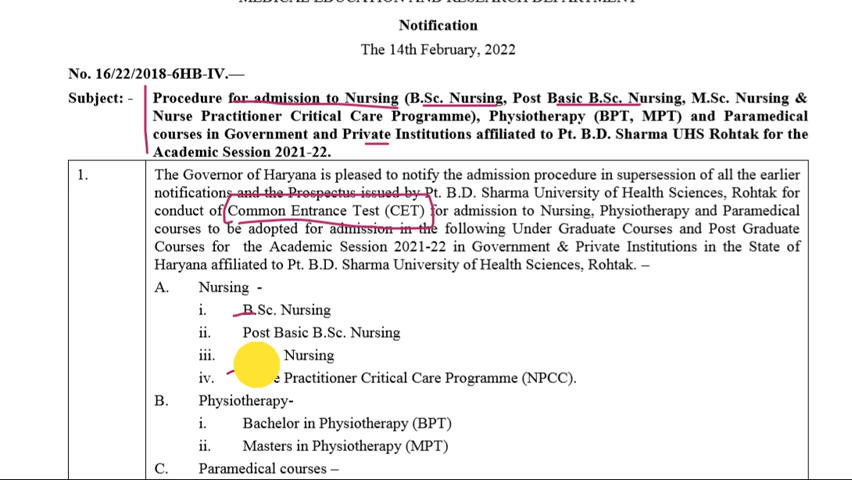 MEDICAL EDUCATION AND RESEARCH DEPARTMENT
Notification
The 14th February, 2022
No. 16/22/2018-6HB-IV.—
Subject: - Procedure for admission to Nursing (B.Sc. Nursing, Post Basic B.Sc. Nursing, M.Sc. Nursing &
Nurse Practitioner Critical Care Programme), Physiotherapy (BPT, MPT) and Paramedical
courses in Government and Private Institutions affiliated to Pt. B.D. Sharma UHS Rohtak for the
Academic Session 2021-22.
1. The Governor of Haryana is pleased to notify the admission procedure in supersession of all the earlier
notifications and the Prospectus issued by Pt. B.D. Sharma University of Health Sciences, Rohtak for
conduct of Common Entrance Test (CET) for admission to Nursing, Physiotherapy and Paramedical
courses to be adopted for admission in the following Under Graduate Courses and Post Graduate
Courses for the Academic Session 2021-22 in Government & Private Institutions in the State of
Haryana affiliated to Pt. B.D. Sharma University of Health Sciences, Rohtak. –
A. Nursing -
i. B.Sc. Nursing
ii. Post Basic B.Sc. Nursing
iii. Nursing
iv. e Practitioner Critical Care Programme (NPCC).
B. Physiotherapy-
i. Bachelor in Physiotherapy (BPT)
ii. Masters in Physiotherapy (MPT)
C. Paramedical courses –